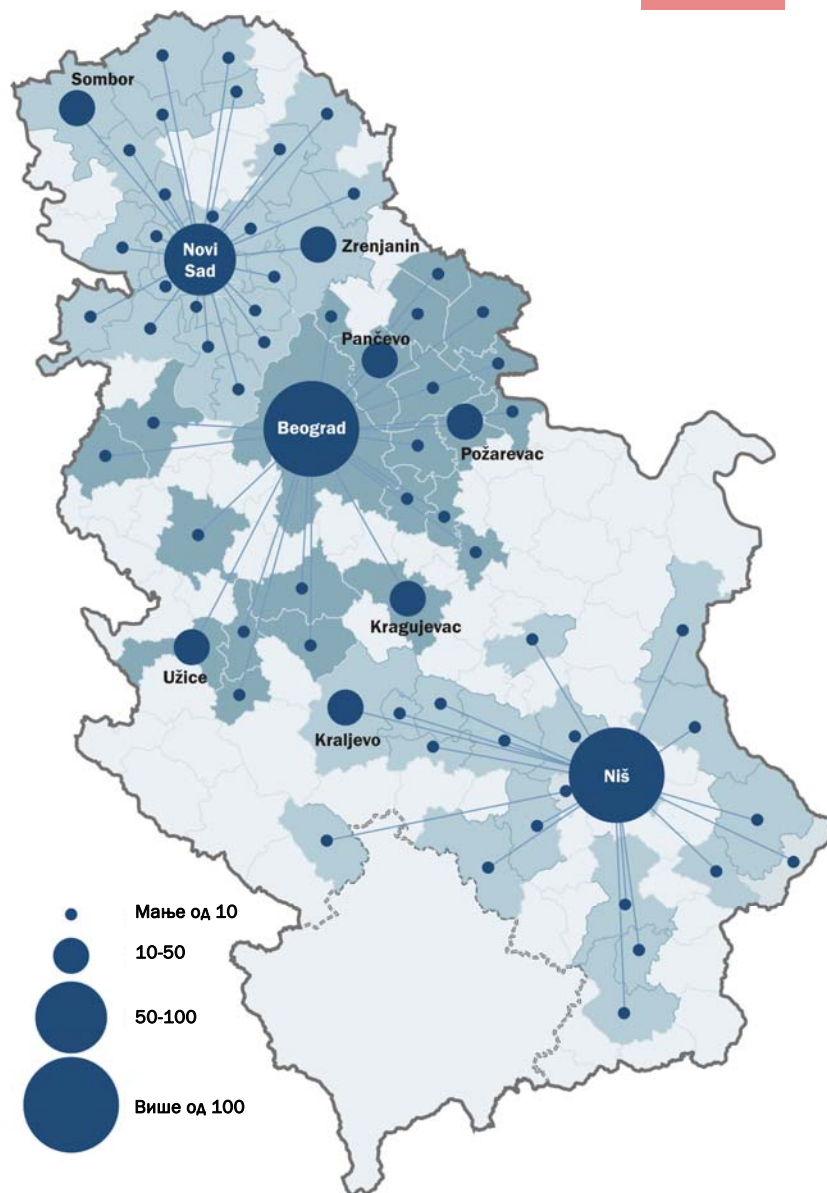 Sombor
Novi
Sad
Zrenjanin
Pančevo
Beograd
Požarevac
Kragujevac
Užice
Kraljevo
Niš
Мање од 10
10-50
50-100
Више од 100